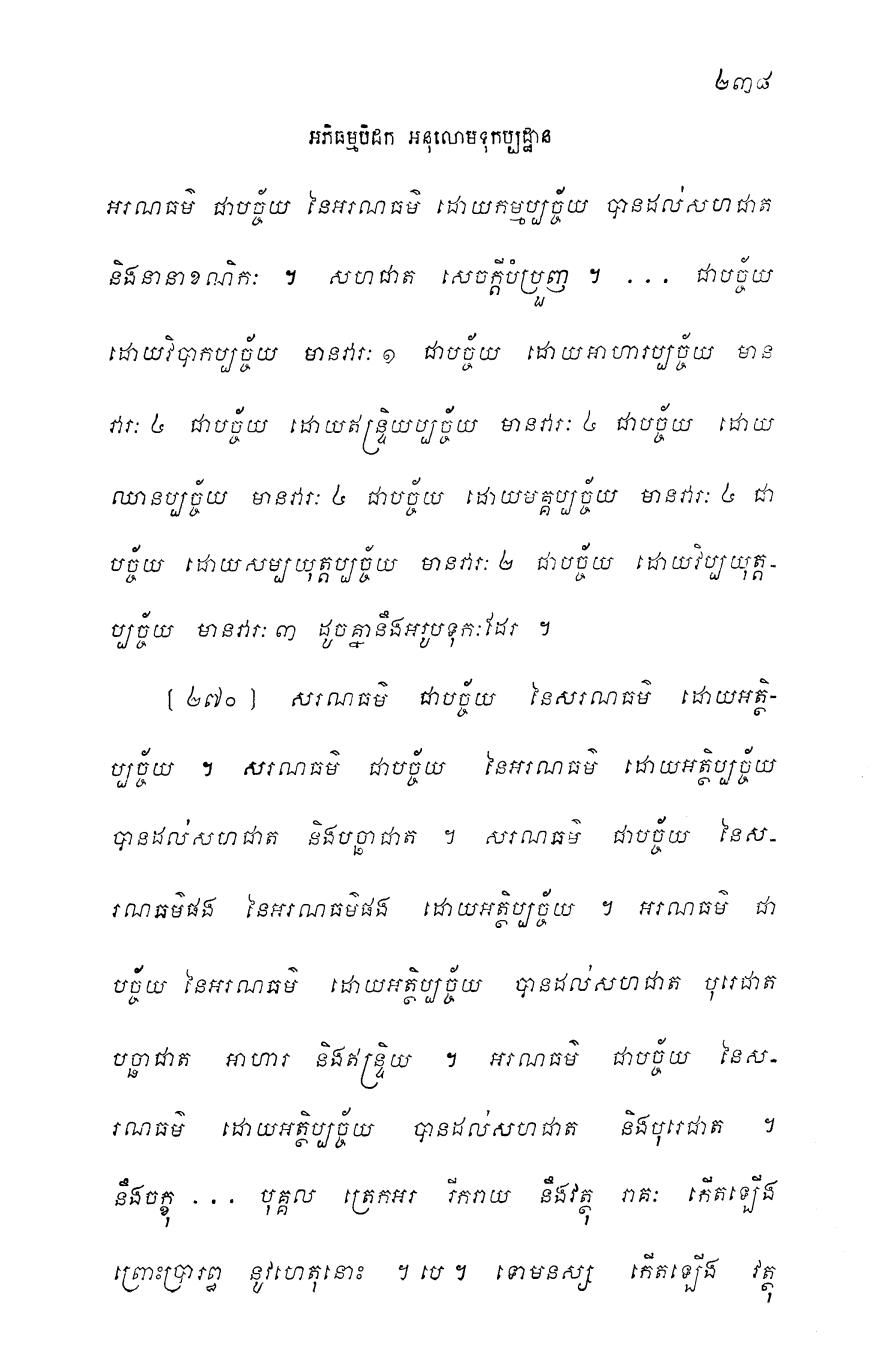 ២៣៨
អភិធម្មបិដក អនុលោមទុកប្បដ្ឋាន
អរណធម៌ ជាបច្ច័យ នៃអរណធម៌ ដោយកម្មប្បច្ច័យ បានដល់សហជាត
និងនានាខណិកៈ ។ សហជាត សេចក្តីបំប្រួញ ។ ... ជាបច្ច័យ
ដោយវិបាកប្បច្ច័យ មានវារៈ ១ ជាបច្ច័យ ដោយអាហារប្បច្ច័យ មាន
វារៈ ៤ ជាបច្ច័យ ដោយឥន្ទ្រិយប្បច្ច័យ មានវារៈ ៤ ជាបច្ច័យ ដោយ
ឈានប្បច្ច័យ មានវារៈ ៤ ជាបច្ច័យ ដោយមគ្គប្បច្ច័យ មានវារៈ ៤ ជា
បច្ច័យ ដោយសម្បយុត្តប្បច្ច័យ មានវារៈ ២ ជាបច្ច័យ ដោយវិប្បយុត្ត-
ប្បច្ច័យ មានវារៈ ៣ ដូចគ្នានឹងអរូបទុកៈដែរ ។
[ ២៧០ ] សរណធម៌ ជាបច្ច័យ នៃសរណធម៌ ដោយអត្ថិ-
ប្បច្ច័យ ។ សរណធម៌ ជាបច្ច័យ នៃអរណធម៌ ដោយអត្ថិប្បច្ច័យ
បានដល់សហជាត និងបច្ឆាជាត ។ សរណធម៌ ជាបច្ច័យ នៃស-
រណធម៌ផង នៃអរណធម៌ផង ដោយអត្ថិប្បច្ច័យ ។ អរណធម៌ ជា
បច្ច័យ នៃអរណធម៌ ដោយអត្ថិប្បច្ច័យ បានដល់សហជាត បុរេជាត
បច្ឆាជាត អាហារ និងឥន្ទ្រិយ ។ អរណធម៌ ជាបច្ច័យ នៃស-
រណធម៌ ដោយអត្ថិប្បច្ច័យ បានដល់សហជាត និងបុរេជាត ។
នឹងចក្ខុ ... បុគ្គល ត្រេកអរ រីករាយ នឹងវត្ថុ រាគៈ កើតឡើង
ព្រោះប្រារព្ធ នូវហេតុនោះ ។ បេ ។ ទោមនស្ស កើតឡើង វត្ថុ